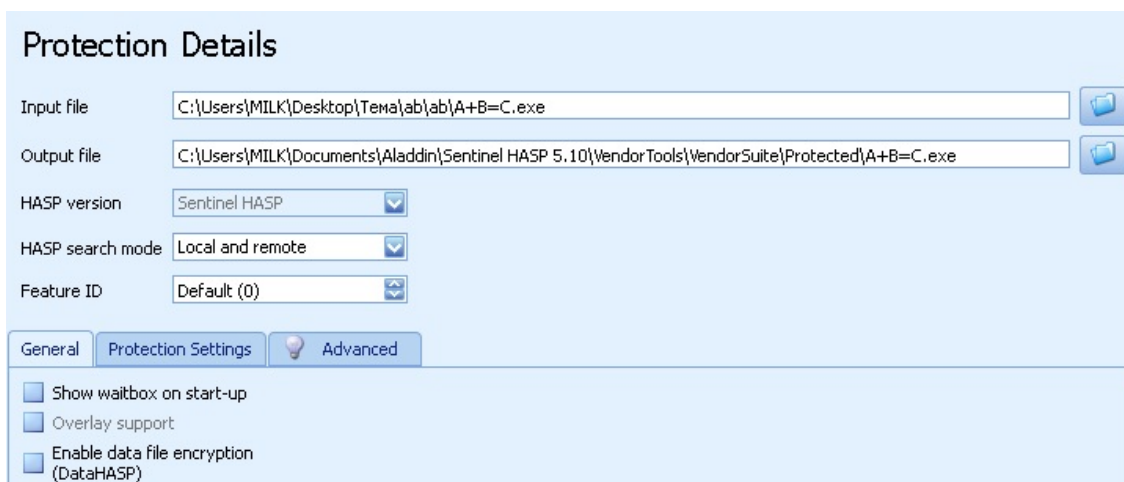 Protection Details
Input file C:\Users\MILK\Desktop\Тема\ab\ab\A+B=C.exe
Output file C:\Users\MILK\Documents\Aladdin\Sentinel HASP 5.10\VendorTools\VendorSuite\Protected\A+B=C.exe
HASP version Sentinel HASP
HASP search mode Local and remote
Feature ID Default (0)
General Protection Settings Advanced
Show waitbox on start-up
Overlay support
Enable data file encryption
(DataHASP)